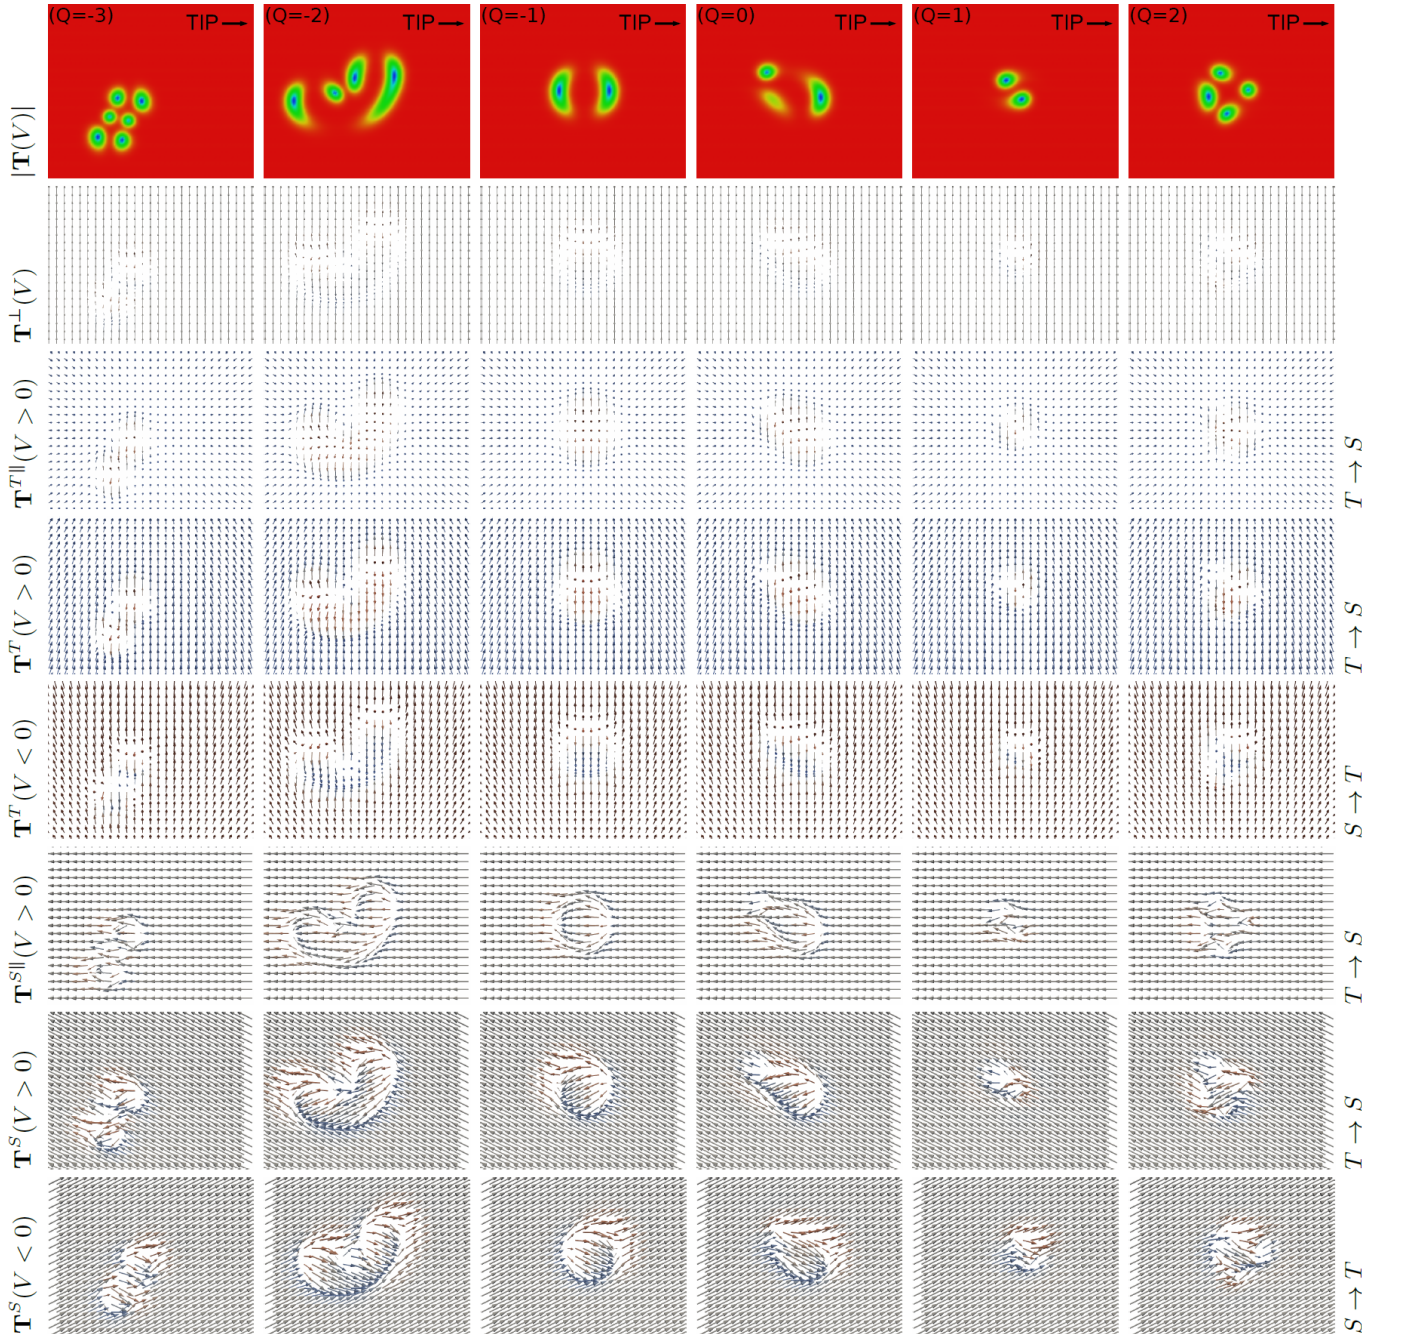 (Q=-3) TIP
(Q=-2) TIP
(Q=-1) TIP
(Q=0) TIP
(Q=1) TIP
(Q=2) TIP
|T(V)|
T⊥(V)
T^T∥(V > 0) T → S
T^T(V > 0) T → S
T^T(V < 0) S → T
T^S∥(V > 0) T → S
T^S(V > 0) T → S
T^S(V < 0) S → T